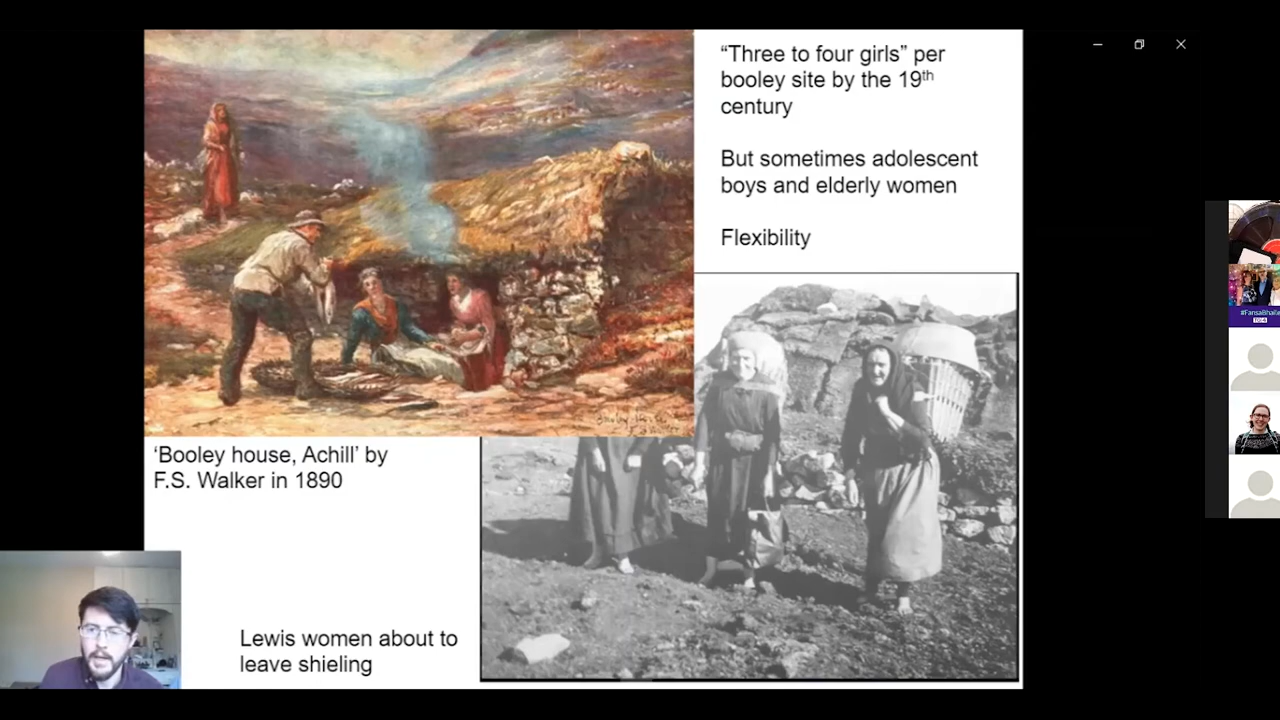 “Three to four girls” per
booley site by the 19th
century
But sometimes adolescent
boys and elderly women
Flexibility
‘Booley house, Achill’ by
F.S. Walker in 1890
Lewis women about to
leave shieling